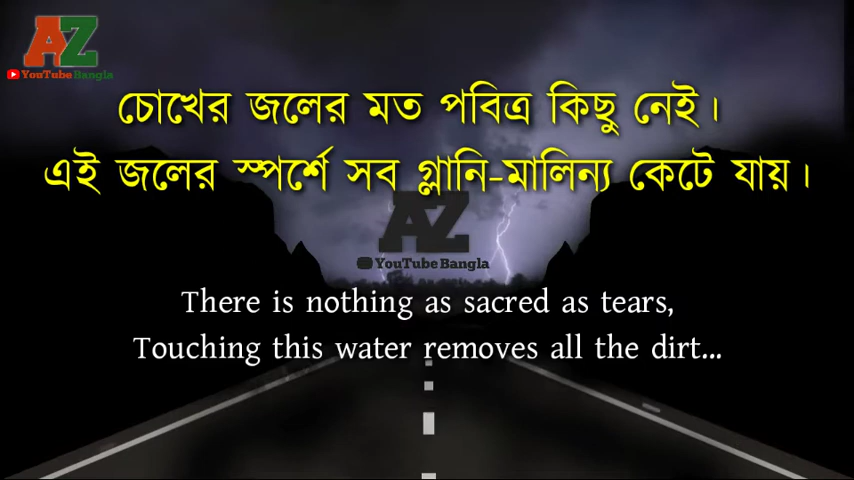 AZ
YouTube Bangla
চোখের জলের মত পবিত্র কিছু নেই।
এই জলের স্পর্শে সব গ্লানি-মালিন্য কেটে যায়।
AZ
YouTube Bangla
There is nothing as sacred as tears,
Touching this water removes all the dirt...